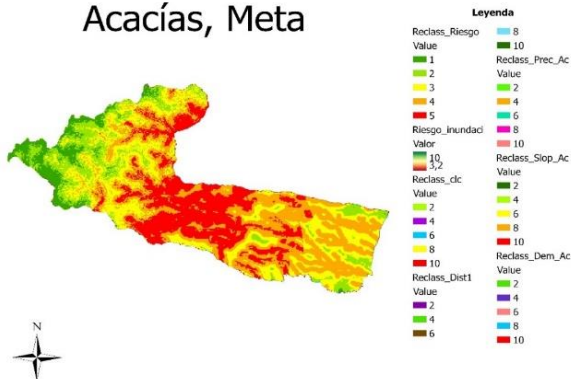 Acacías, Meta
Leyenda
Reclass_Riesgo
Value
1
2
3
4
5
Riesgo_inundaci
Valor
10
3,2
Reclass_clc
Value
2
4
6
8
10
Reclass_Dist1
Value
2
4
6
8
10
Reclass_Prec_Ac
Value
2
4
6
8
10
Reclass_Slop_Ac
Value
2
4
6
8
10
Reclass_Dem_Ac
Value
2
4
6
8
10
N